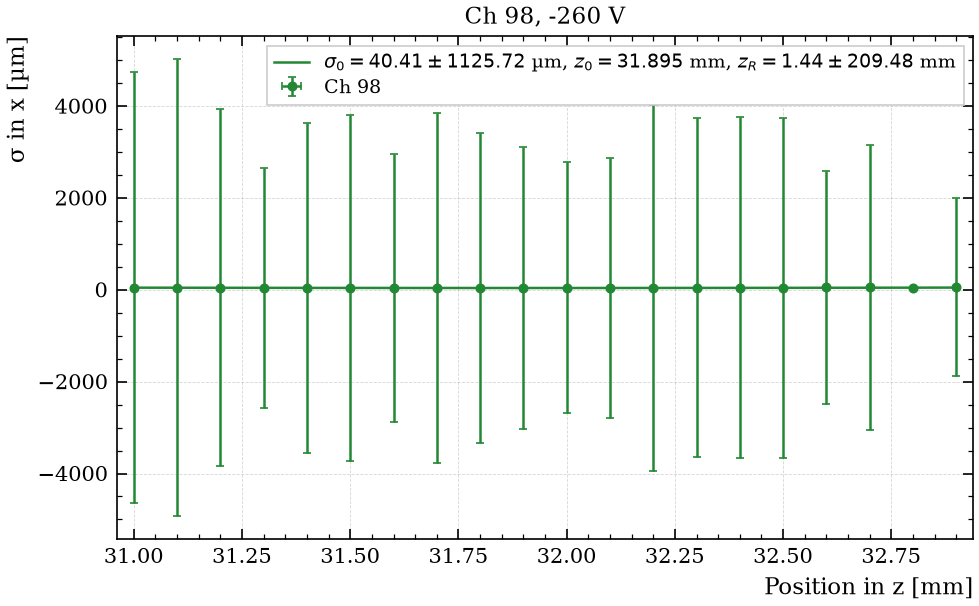 Ch 98, -260 V
σ in x [µm]
σ₀ = 40.41 ± 1125.72 µm, z₀ = 31.895 mm, z_R = 1.44 ± 209.48 mm
Ch 98
4000
2000
0
−2000
−4000
31.00 31.25 31.50 31.75 32.00 32.25 32.50 32.75
Position in z [mm]